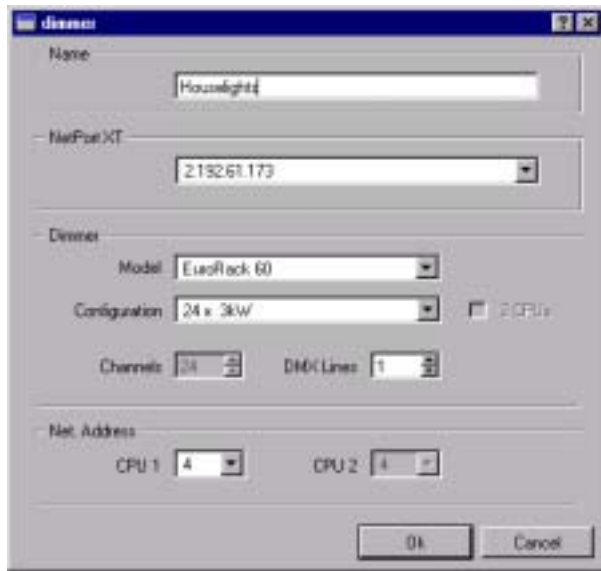 dimmer
Name
Houselights
NetPort XT
2.192.61.173
Dimmer
Model EuroRack 60
Configuration 24 x 3kW 2 CPUs
Channels 24 DMX Lines 1
Net. Address
CPU 1 4 CPU 2 4
Ok Cancel